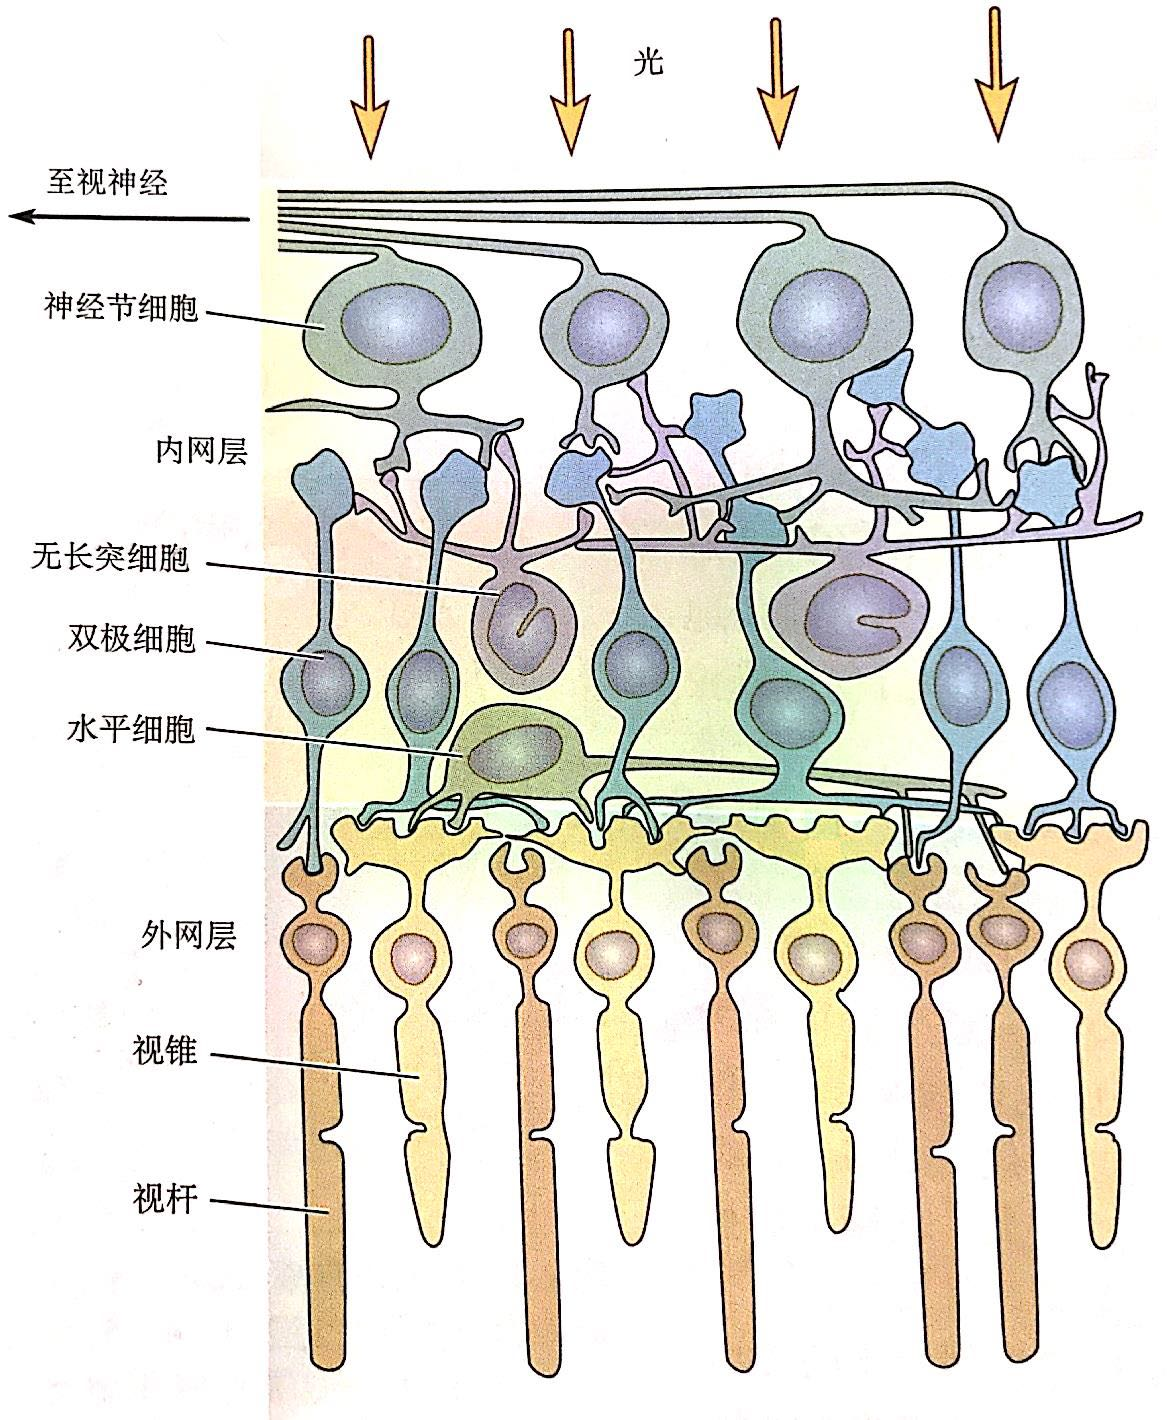 光
至视神经
神经节细胞
内网层
无长突细胞
双极细胞
水平细胞
外网层
视锥
视杆